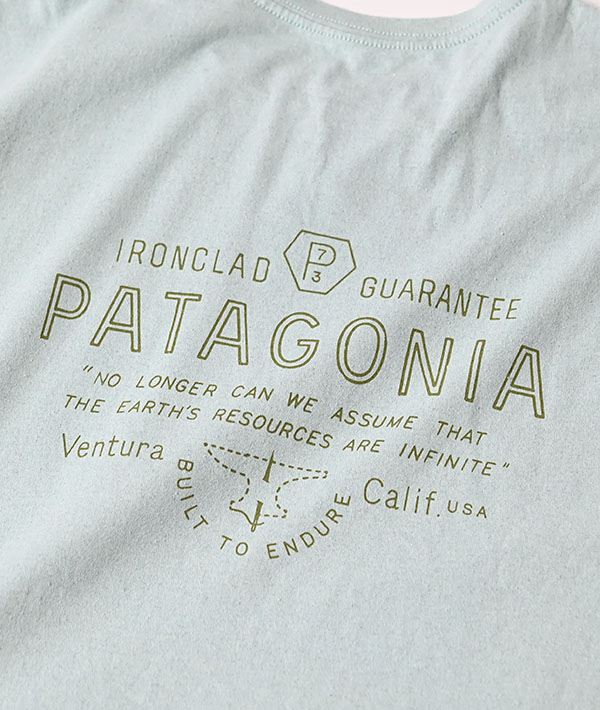 IRONCLAD P73 GUARANTEE
PATAGONIA
"NO LONGER CAN WE ASSUME THAT
THE EARTH'S RESOURCES ARE INFINITE"
Ventura Calif. USA
BUILT TO ENDURE